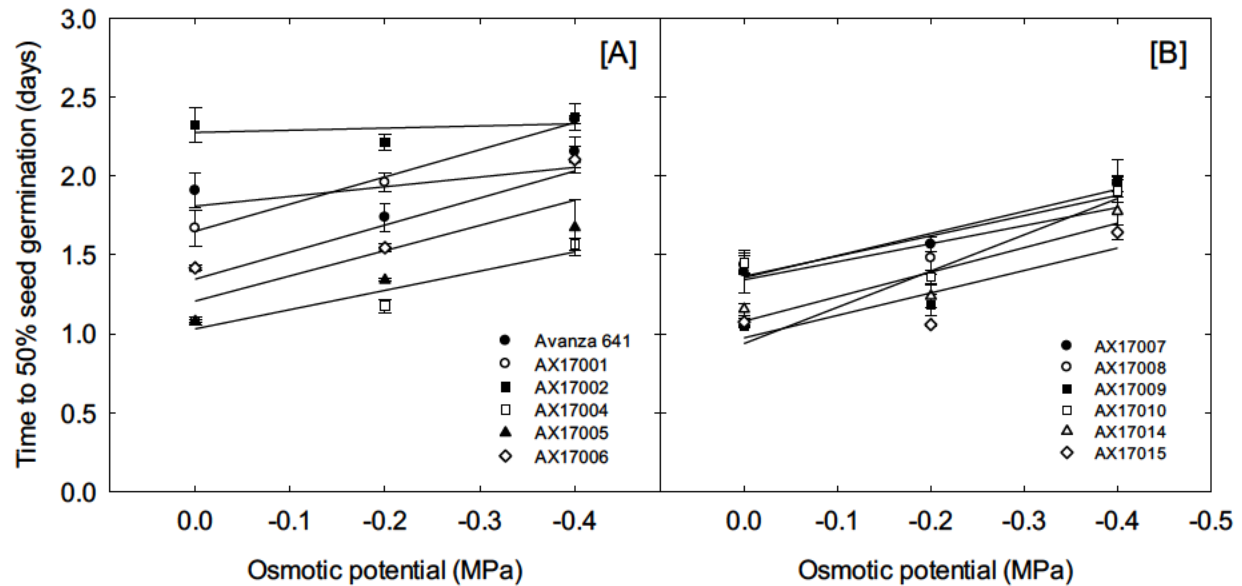 Time to 50% seed germination (days)
3.0
2.5
2.0
1.5
1.0
0.5
0.0
[A]
Avanza 641
AX17001
AX17002
AX17004
AX17005
AX17006
0.0 -0.1 -0.2 -0.3 -0.4
Osmotic potential (MPa)
[B]
AX17007
AX17008
AX17009
AX17010
AX17014
AX17015
0.0 -0.1 -0.2 -0.3 -0.4 -0.5
Osmotic potential (MPa)